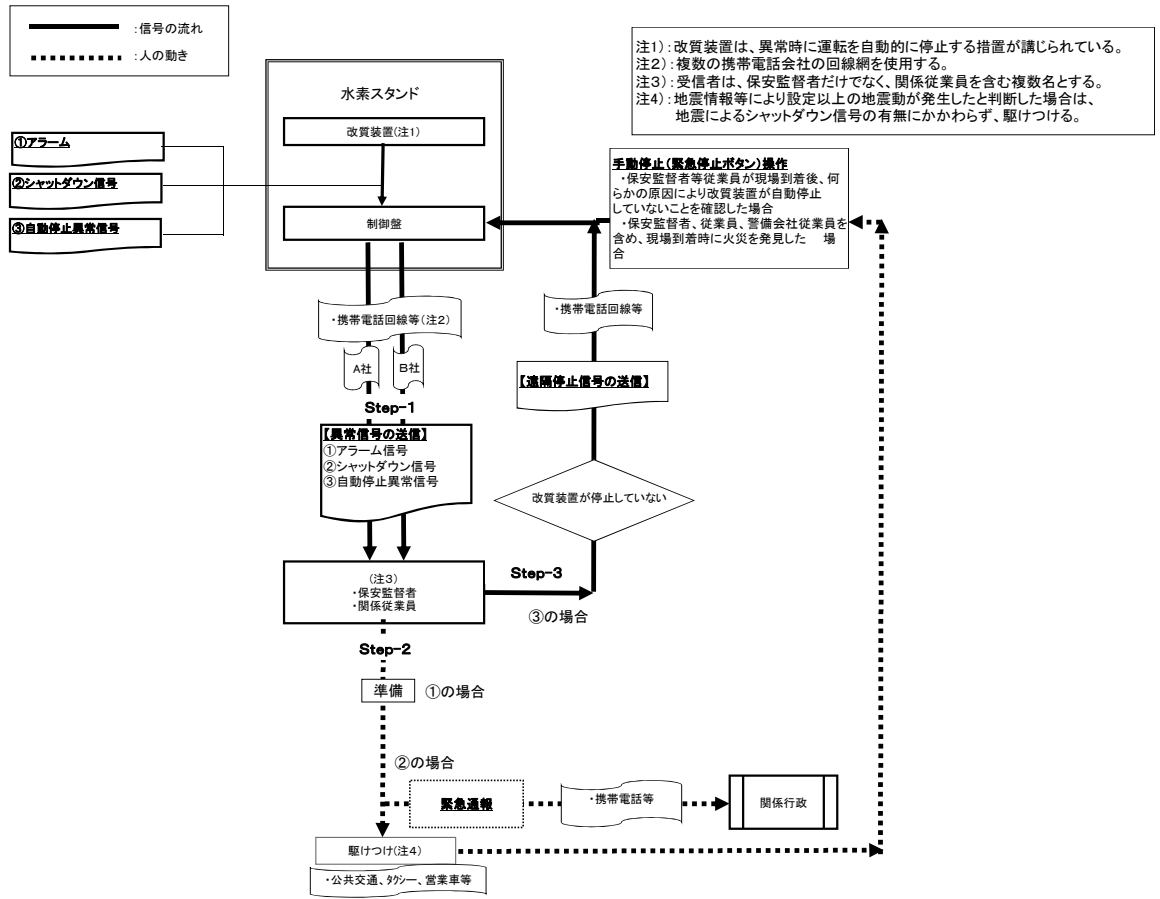 :信号の流れ
:人の動き
注1):改質装置は、異常時に運転を自動的に停止する措置が講じられている。
注2):複数の携帯電話会社の回線網を使用する。
注3):受信者は、保安監督者だけでなく、関係従業員を含む複数名とする。
注4):地震情報等により設定以上の地震動が発生したと判断した場合は、
地震によるシャットダウン信号の有無にかかわらず、駆けつける。
水素スタンド
改質装置(注1)
制御盤
①アラーム
②シャットダウン信号
③自動停止異常信号
手動停止(緊急停止ボタン)操作
・保安監督者等従業員が現場到着後、何
らかの原因により改質装置が自動停止
していないことを確認した場合
・保安監督者、従業員、警備会社従業員を
含め、現場到着時に火災を発見した 場
合
・携帯電話回線等(注2)
・携帯電話回線等
A社
B社
【遠隔停止信号の送信】
Step-1
【異常信号の送信】
①アラーム信号
②シャットダウン信号
③自動停止異常信号
改質装置が停止していない
(注3)
・保安監督者
・関係従業員
Step-3
③の場合
Step-2
準備
①の場合
②の場合
緊急通報
・携帯電話等
関係行政
駆けつけ(注4)
・公共交通、タクシー、営業車等